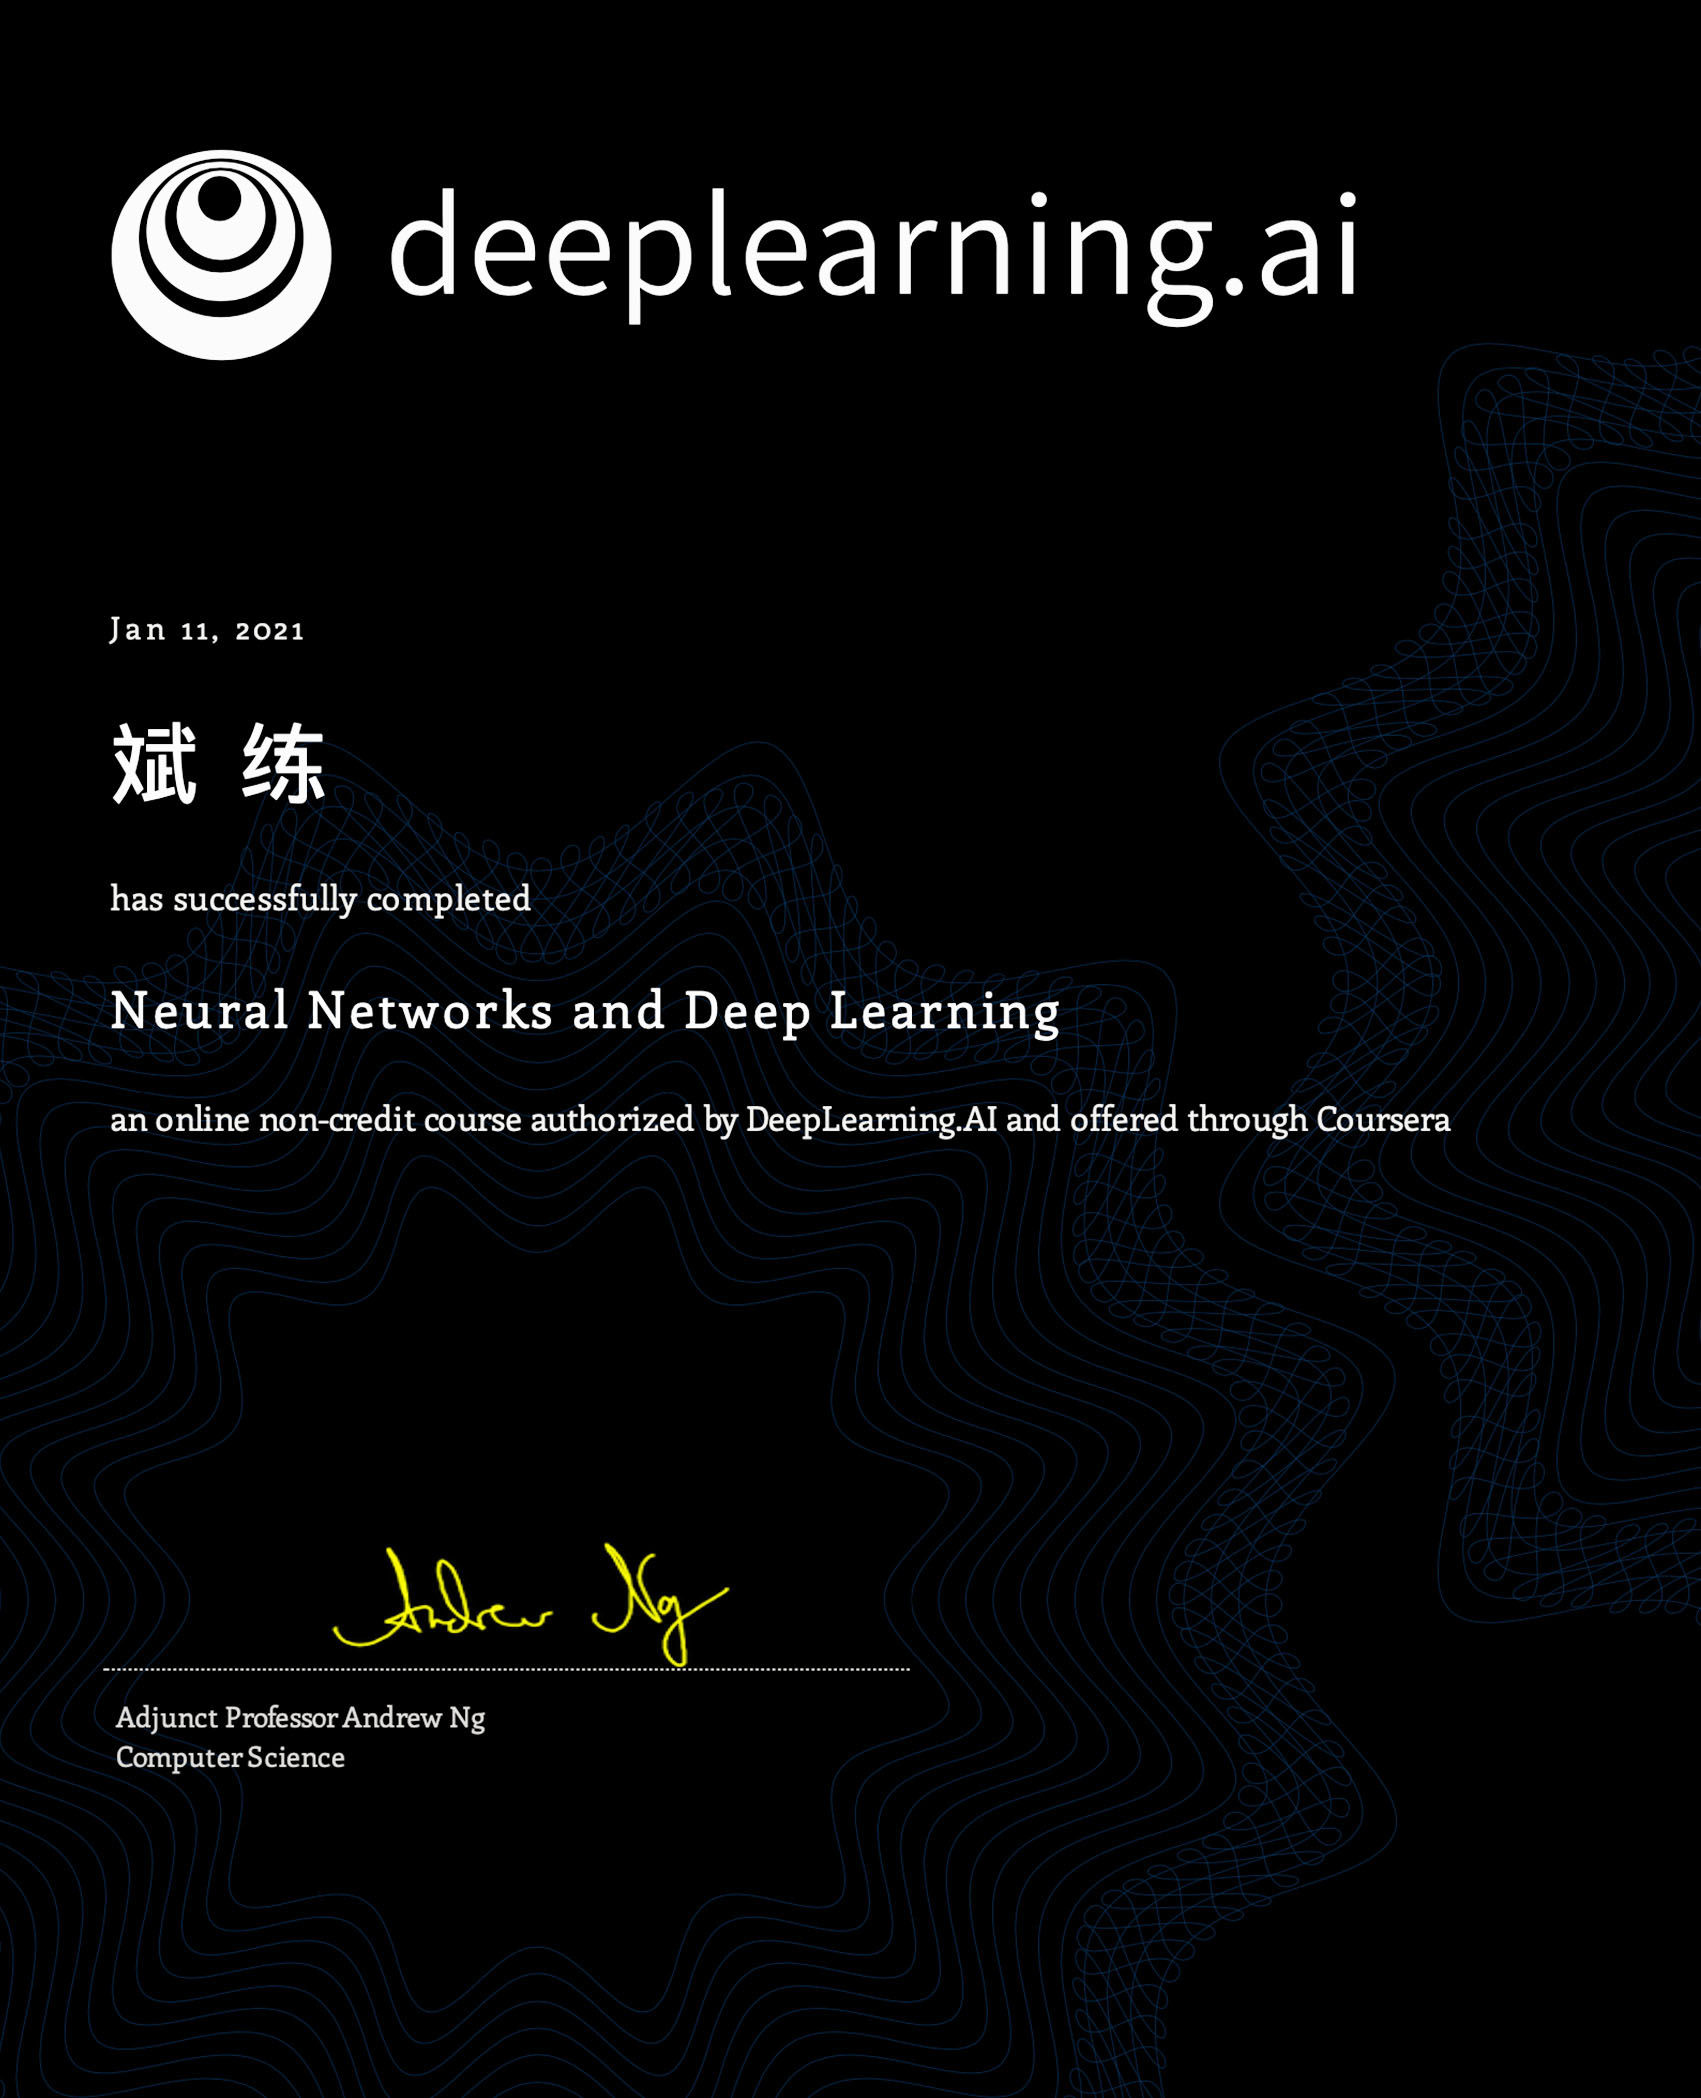 deeplearning.ai
Jan 11, 2021
斌 练
has successfully completed
Neural Networks and Deep Learning
an online non-credit course authorized by DeepLearning.AI and offered through Coursera
Andrew Ng
Adjunct Professor Andrew Ng
Computer Science